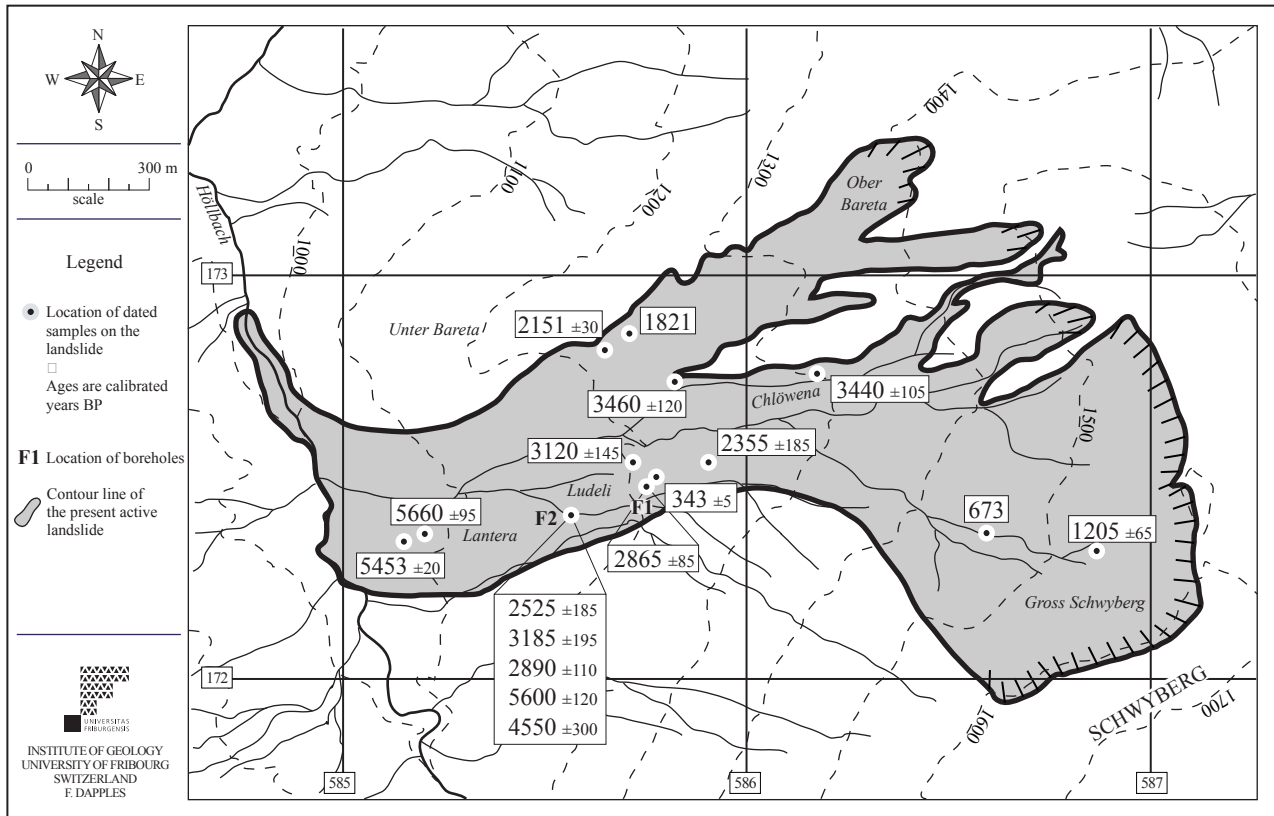 N
W E
S
0 300 m
scale
Legend
Location of dated
samples on the
landslide
Ages are calibrated
years BP
F1 Location of boreholes
Contour line of
the present active
landslide
UNIVERSITAS
FRIBURGENSIS
INSTITUTE OF GEOLOGY
UNIVERSITY OF FRIBOURG
SWITZERLAND
F. DAPPLES
Höllbach
173
172
585
586
587
1000
1100
1200
1300
1400
1500
1600
1700
Ober
Bareta
Unter Bareta
2151 ±30
1821
3460 ±120
Chlöwena
3440 ±105
3120 ±145
2355 ±185
Ludeli
F1
343 ±5
2865 ±85
5660 ±95
F2
Lantera
5453 ±20
2525 ±185
3185 ±195
2890 ±110
5600 ±120
4550 ±300
673
1205 ±65
Gross Schwyberg
SCHWYBERG